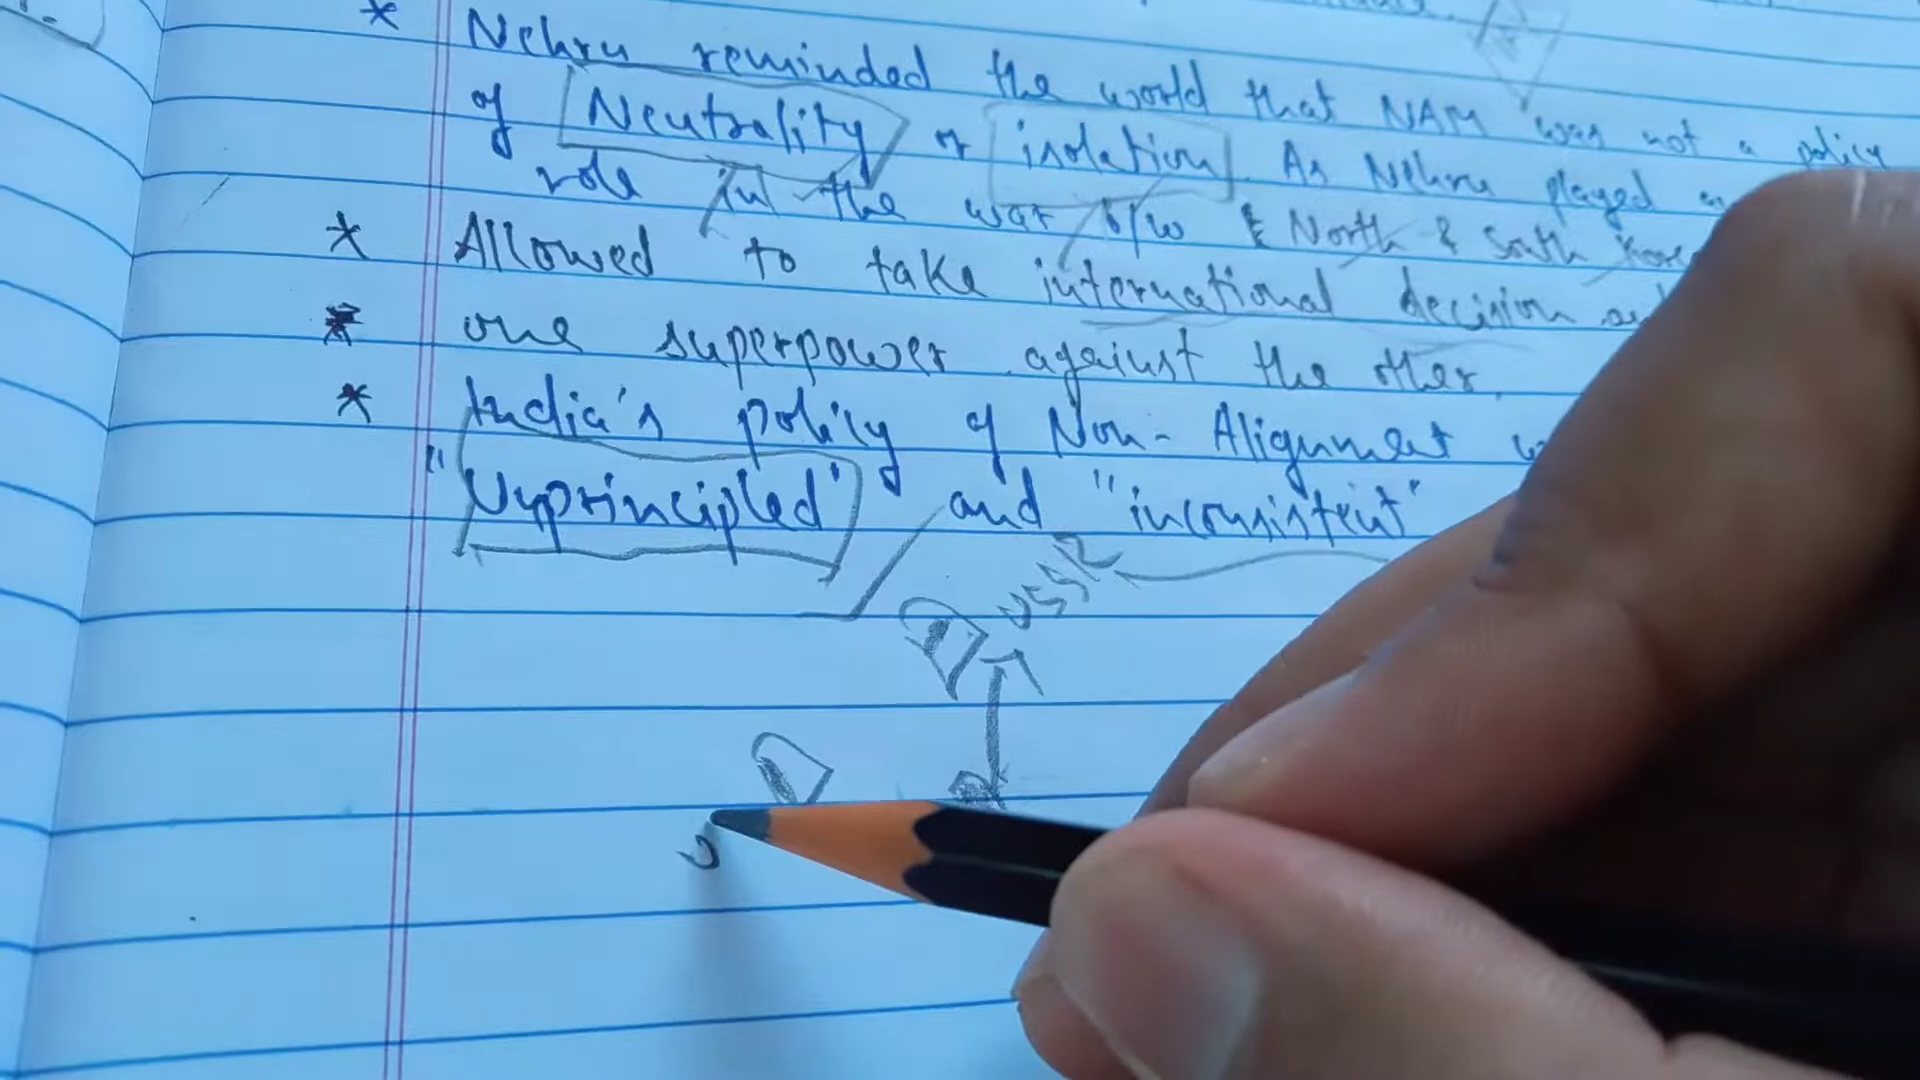 * Nehru reminded the world that NAM was not a policy
of Neutrality or isolation. As Nehru played
role in the war b/w & North & South
* Allowed to take international decision
* one superpower against the other.
* India's policy of Non-Alignment
"Unprincipled" and "inconsistent"
USSR